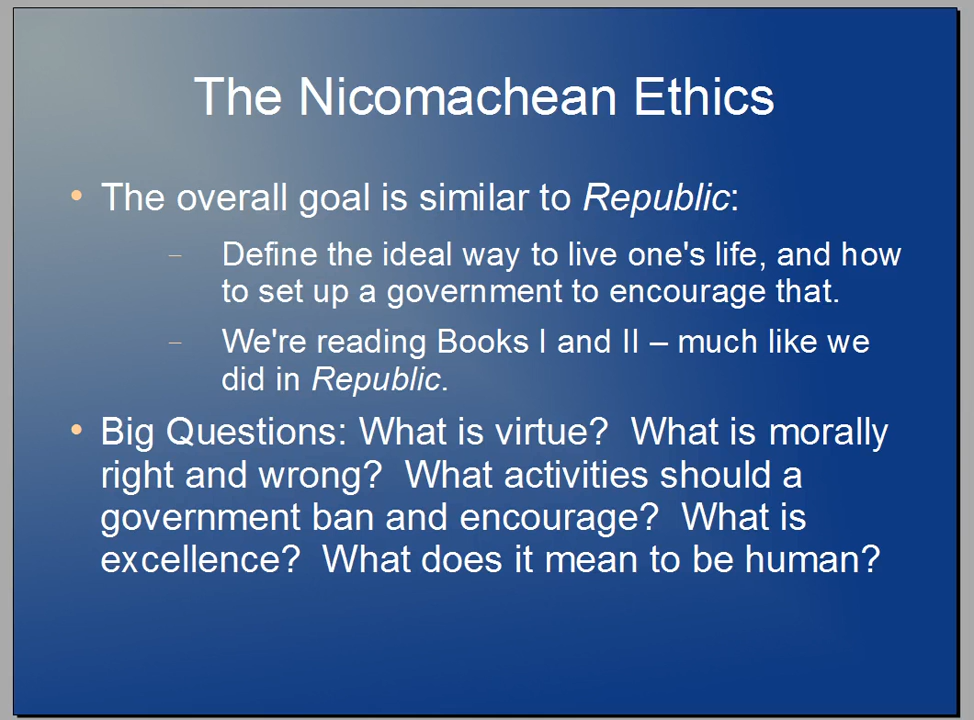 The Nicomachean Ethics
• The overall goal is similar to Republic:
– Define the ideal way to live one's life, and how
to set up a government to encourage that.
– We're reading Books I and II – much like we
did in Republic.
• Big Questions: What is virtue?  What is morally
right and wrong?  What activities should a
government ban and encourage?  What is
excellence?  What does it mean to be human?